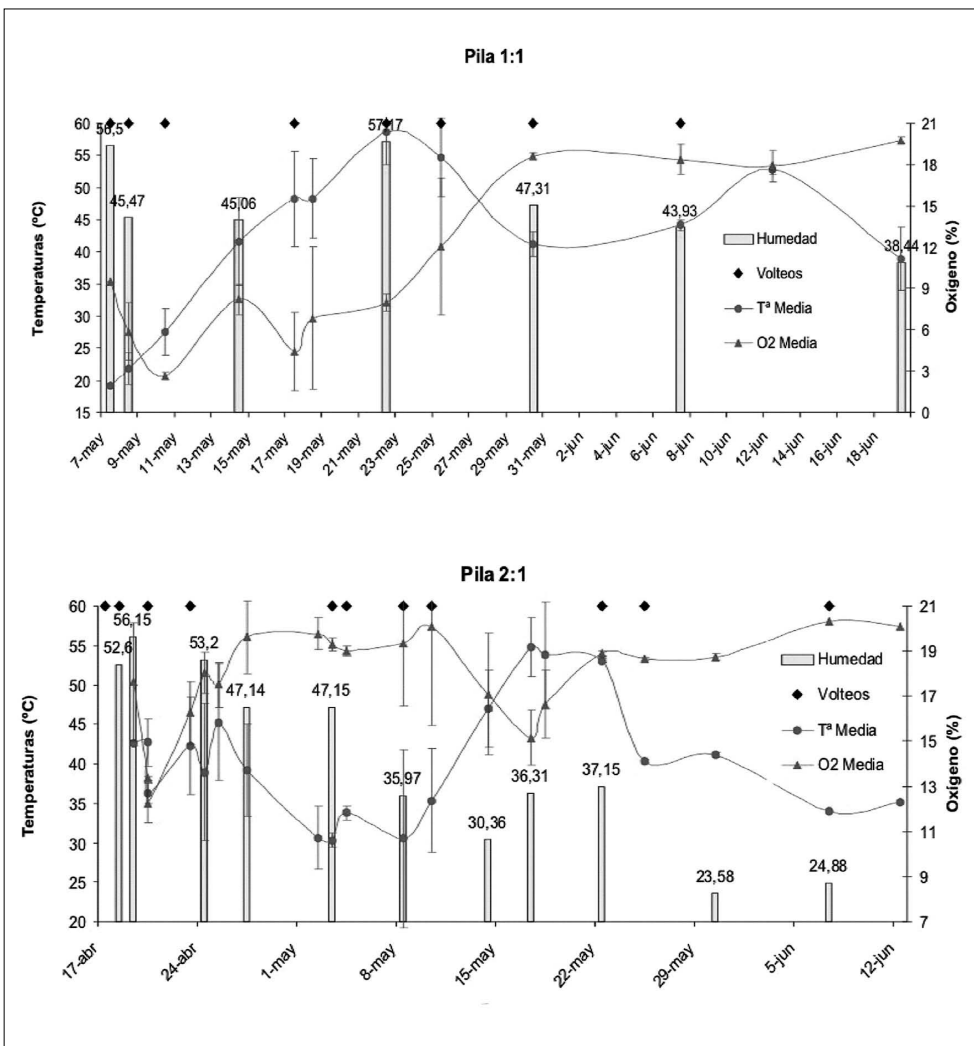 Pila 1:1
Temperaturas (ºC)
60
55
50
45
40
35
30
25
20
15
56,5
45,47
45,06
57,17
47,31
43,93
38,44
Humedad
Volteos
Tª Media
O2 Media
21
18
15
12
9
6
3
0
Oxígeno (%)
7-may
9-may
11-may
13-may
15-may
17-may
19-may
21-may
23-may
25-may
27-may
29-may
31-may
2-jun
4-jun
6-jun
8-jun
10-jun
12-jun
14-jun
16-jun
18-jun
Pila 2:1
Temperaturas (ºC)
60
55
50
45
40
35
30
25
20
52,6
56,15
53,2
47,14
47,15
35,97
30,36
36,31
37,15
23,58
24,88
Humedad
Volteos
Tª Media
O2 Media
21
19
17
15
13
11
9
7
Oxígeno (%)
17-abr
24-abr
1-may
8-may
15-may
22-may
29-may
5-jun
12-jun